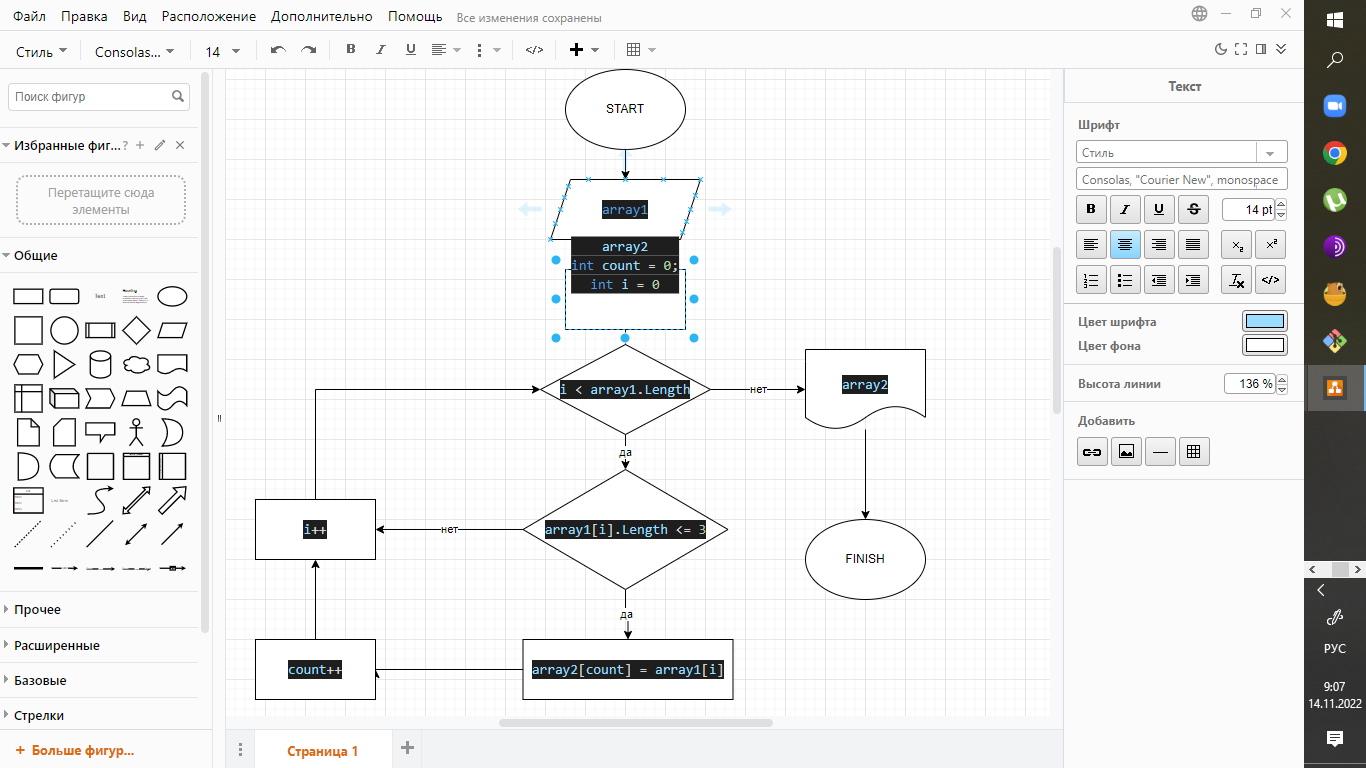 Файл Правка Вид Расположение Дополнительно Помощь Все изменения сохранены
Стиль Consolas... 14 B I U </>
Поиск фигур
Избранные фиг... ?
Перетащите сюда
элементы
Общие
Text
Heading
List Item
Прочее
Расширенные
Базовые
Стрелки
+ Больше фигур...
START
array1
array2
int count = 0;
int i = 0
i < array1.Length
нет
array2
да
array1[i].Length <= 3
нет
i++
FINISH
да
count++
array2[count] = array1[i]
Страница 1
Текст
Шрифт
Стиль
Consolas, "Courier New", monospace
B I U S 14 pt
Цвет шрифта
Цвет фона
Высота линии 136 %
Добавить
РУС
9:07
14.11.2022